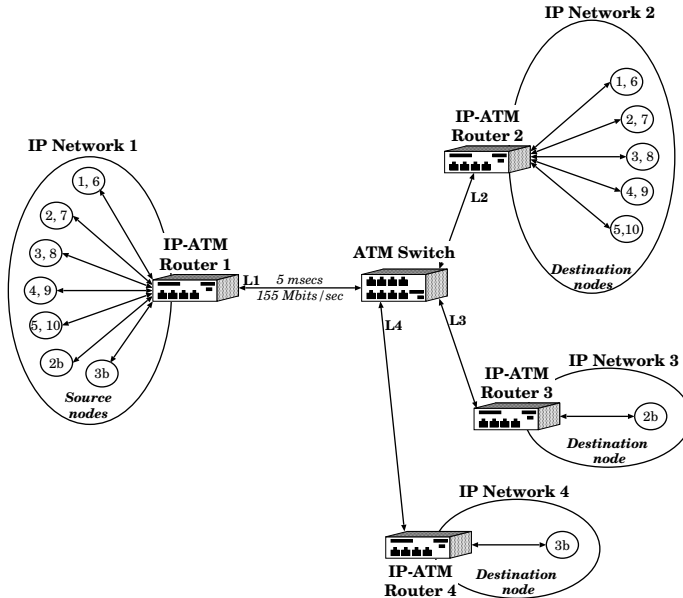 IP Network 2
1, 6
2, 7
3, 8
4, 9
5,10
Destination
nodes
IP-ATM
Router 2
L2
IP Network 1
1, 6
2, 7
3, 8
4, 9
5, 10
2b
3b
Source
nodes
IP-ATM
Router 1
L1
5 msecs
155 Mbits/sec
ATM Switch
L4
L3
IP Network 3
IP-ATM
Router 3
2b
Destination
node
IP Network 4
3b
Destination
node
IP-ATM
Router 4